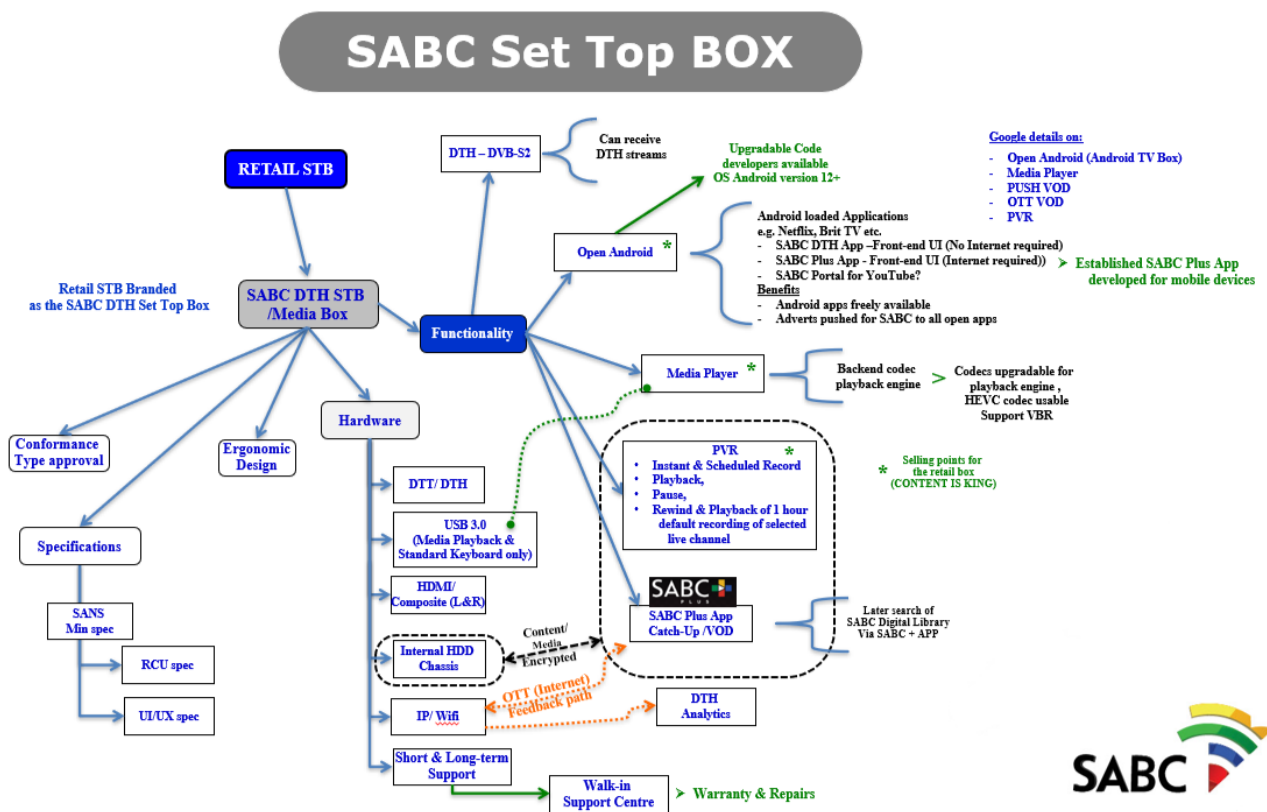 SABC Set Top BOX
RETAIL STB
DTH – DVB-S2
Can receive
DTH streams
Upgradable Code
developers available
OS Android version 12+
Google details on:
- Open Android (Android TV Box)
- Media Player
- PUSH VOD
- OTT VOD
- PVR
Open Android *
Android loaded Applications
e.g. Netflix, Brit TV etc.
- SABC DTH App –Front-end UI (No Internet required)
- SABC Plus App - Front-end UI (Internet required))
- SABC Portal for YouTube?
Benefits
- Android apps freely available
- Adverts pushed for SABC to all open apps
> Established SABC Plus App
developed for mobile devices
Retail STB Branded
as the SABC DTH Set Top Box
SABC DTH STB
/Media Box
Functionality
Media Player *
Backend codec
playback engine
>
Codecs upgradable for
playback engine ,
HEVC codec usable
Support VBR
Hardware
Conformance
Type approval
Ergonomic
Design
PVR *
• Instant & Scheduled Record
• Playback,
• Pause,
• Rewind & Playback of 1 hour
default recording of selected
live channel
* Selling points for
the retail box
(CONTENT IS KING)
DTT/ DTH
USB 3.0
(Media Playback &
Standard Keyboard only)
Specifications
HDMI/
Composite (L&R)
SABC
PLUS
SABC Plus App
Catch-Up /VOD
Later search of
SABC Digital Library
Via SABC + APP
SANS
Min spec
RCU spec
UI/UX spec
Internal HDD
Chassis
Content/
Media
Encrypted
OTT (Internet)
Feedback path
IP/ Wifi
DTH
Analytics
Short & Long-term
Support
Walk-in
Support Centre
> Warranty & Repairs
SABC